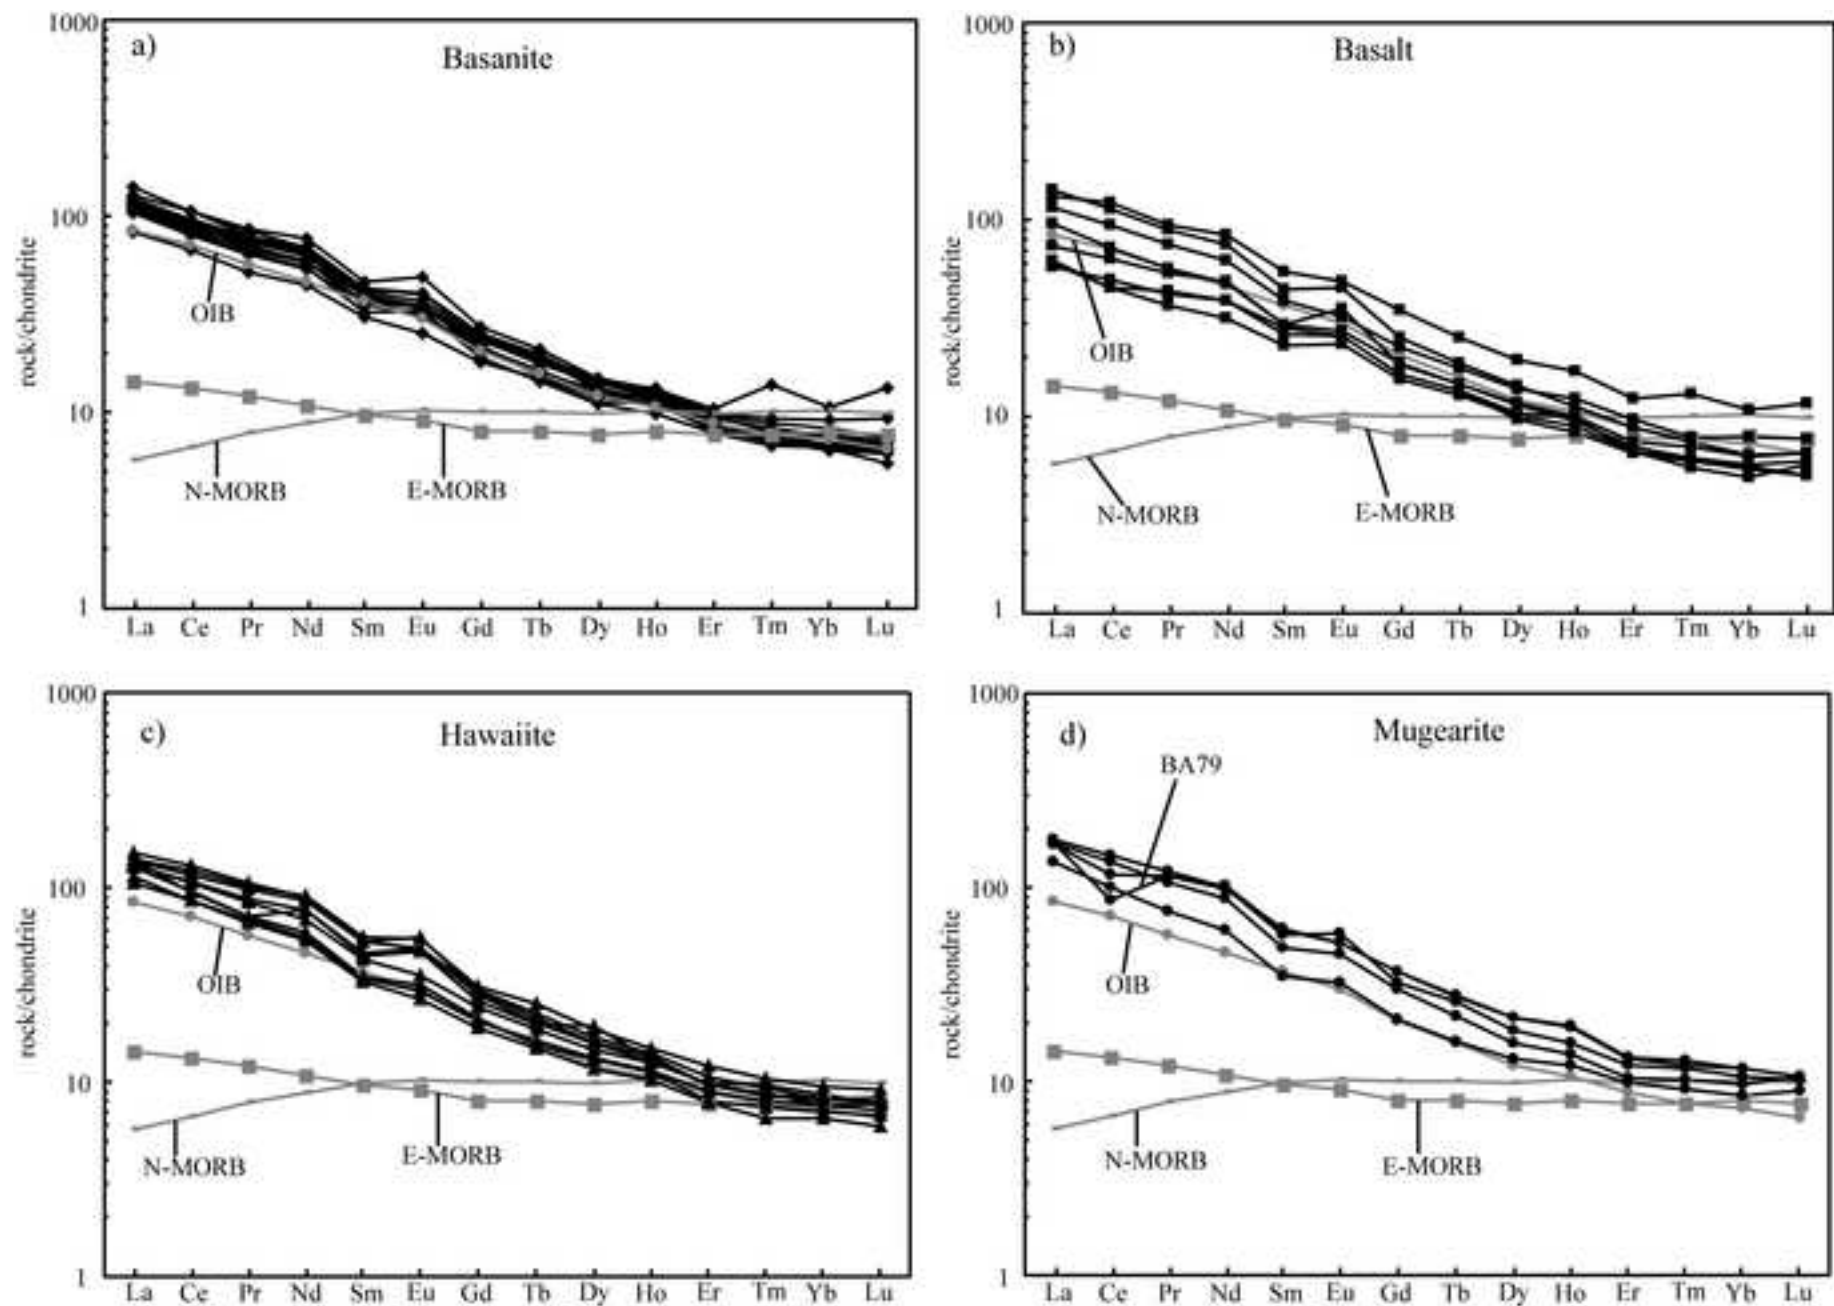 a)
Basanite
1000
100
10
1
rock/chondrite
OIB
N-MORB
E-MORB
La Ce Pr Nd Sm Eu Gd Tb Dy Ho Er Tm Yb Lu
b)
Basalt
1000
100
10
1
rock/chondrite
OIB
N-MORB
E-MORB
La Ce Pr Nd Sm Eu Gd Tb Dy Ho Er Tm Yb Lu
c)
Hawaiite
1000
100
10
1
rock/chondrite
OIB
N-MORB
E-MORB
La Ce Pr Nd Sm Eu Gd Tb Dy Ho Er Tm Yb Lu
d)
Mugearite
1000
100
10
1
rock/chondrite
BA79
OIB
N-MORB
E-MORB
La Ce Pr Nd Sm Eu Gd Tb Dy Ho Er Tm Yb Lu